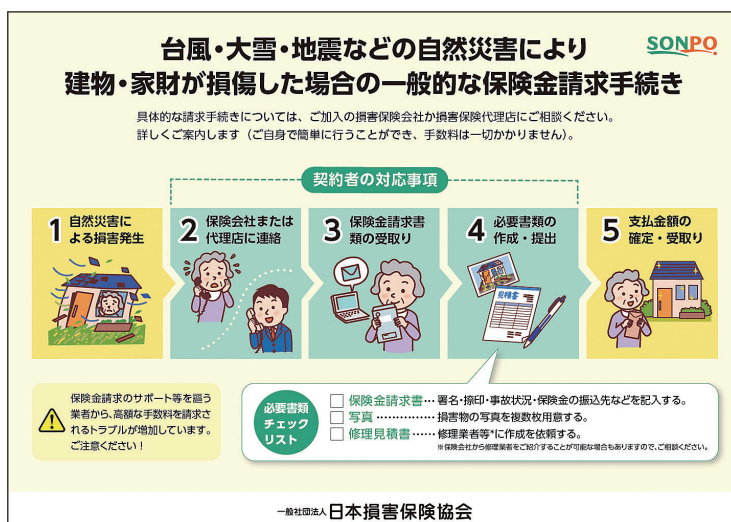 台風・大雪・地震などの自然災害により
建物・家財が損傷した場合の一般的な保険金請求手続き
SONPO
具体的な請求手続きについては、ご加入の損害保険会社か損害保険代理店にご相談ください。
詳しくご案内します（ご自身で簡単に行うことができ、手数料は一切かかりません）。
契約者の対応事項
1 自然災害に
よる損害発生
2 保険会社または
代理店に連絡
3 保険金請求書
類の受取り
4 必要書類の
作成・提出
5 支払金額の
確定・受取り
見積書
保険金請求のサポート等を謳う
業者から、高額な手数料を請求さ
れるトラブルが増加しています。
ご注意ください！
必要書類
チェック
リスト
保険金請求書…署名・捺印・事故状況・保険金の振込先などを記入する。
写真……………損害物の写真を複数枚用意する。
修理見積書……修理業者等*に作成を依頼する。
※保険会社から修理業者をご紹介することが可能な場合もありますので、ご相談ください。
一般社団法人 日本損害保険協会